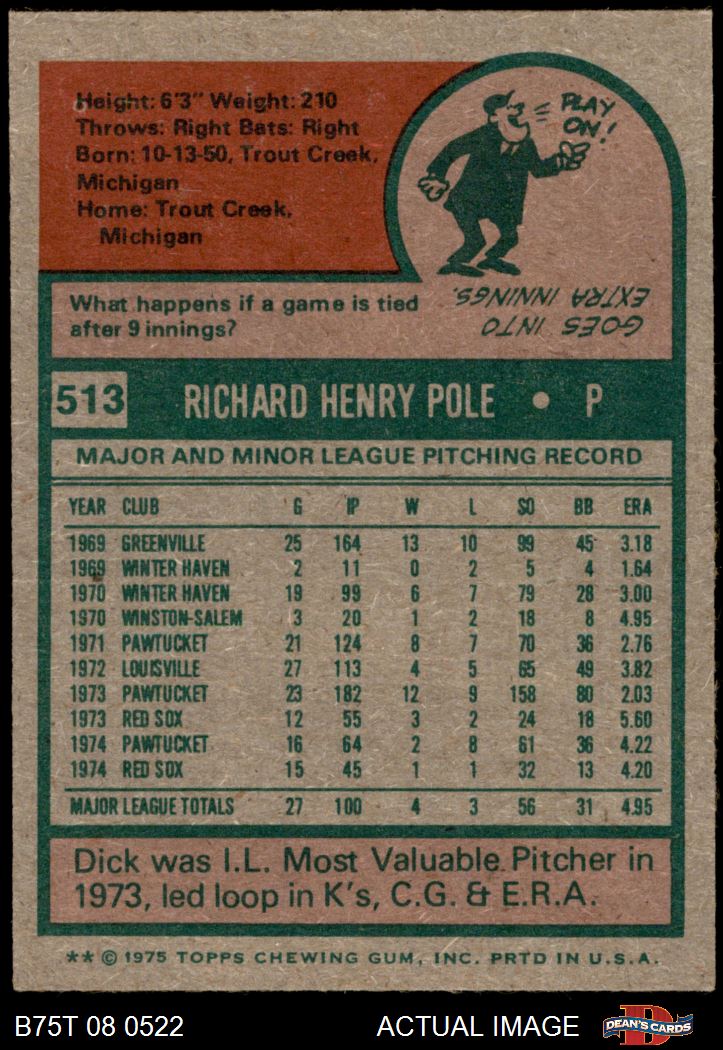 Height: 6'3" Weight: 210
Throws: Right Bats: Right
Born: 10-13-50, Trout Creek,
Michigan
Home: Trout Creek,
Michigan
PLAY
ON!
What happens if a game is tied
after 9 innings?
GOES INTO
EXTRA INNINGS.
513 RICHARD HENRY POLE • P
MAJOR AND MINOR LEAGUE PITCHING RECORD
YEAR CLUB G IP W L SO BB ERA
1969 GREENVILLE 25 164 13 10 99 45 3.18
1969 WINTER HAVEN 2 11 0 2 5 4 1.64
1970 WINTER HAVEN 19 99 6 7 79 28 3.00
1970 WINSTON-SALEM 3 20 1 2 18 8 4.95
1971 PAWTUCKET 21 124 8 7 70 36 2.76
1972 LOUISVILLE 27 113 4 5 65 49 3.82
1973 PAWTUCKET 23 182 12 9 158 80 2.03
1973 RED SOX 12 55 3 2 24 18 5.60
1974 PAWTUCKET 16 64 2 8 61 36 4.22
1974 RED SOX 15 45 1 1 32 13 4.20
MAJOR LEAGUE TOTALS 27 100 4 3 56 31 4.95
Dick was I.L. Most Valuable Pitcher in
1973, led loop in K's, C.G. & E.R.A.
** © 1975 TOPPS CHEWING GUM, INC. PRTD IN U.S.A.
B75T 08 0522 ACTUAL IMAGE D DEAN'S CARDS